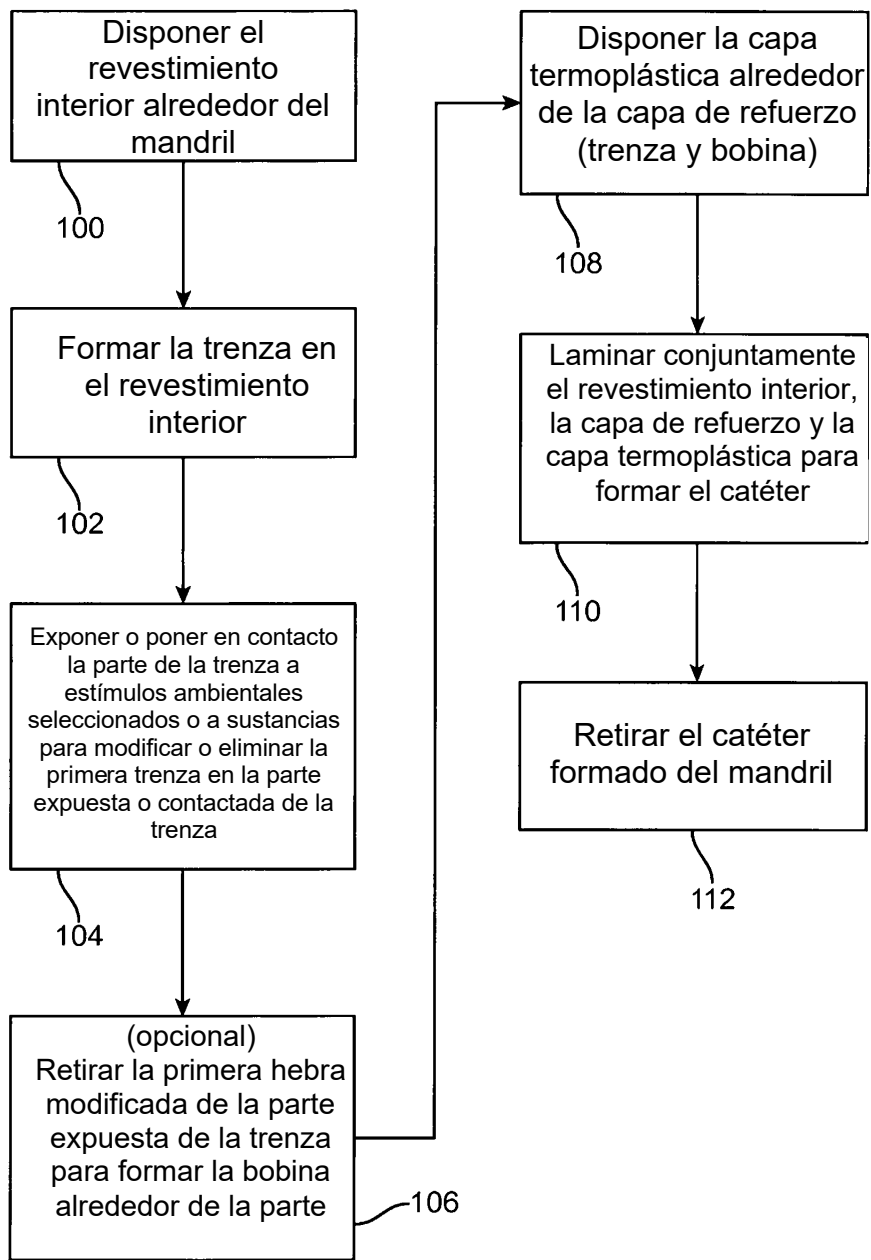 Disponer el
revestimiento
interior alrededor del
mandril
100
Formar la trenza en
el revestimiento
interior
102
Exponer o poner en contacto
la parte de la trenza a
estímulos ambientales
seleccionados o a sustancias
para modificar o eliminar la
primera trenza en la parte
expuesta o contactada de la
trenza
104
(opcional)
Retirar la primera hebra
modificada de la parte
expuesta de la trenza
para formar la bobina
alrededor de la parte
106
Disponer la capa
termoplástica alrededor
de la capa de refuerzo
(trenza y bobina)
108
Laminar conjuntamente
el revestimiento interior,
la capa de refuerzo y la
capa termoplástica para
formar el catéter
110
Retirar el catéter
formado del mandril
112